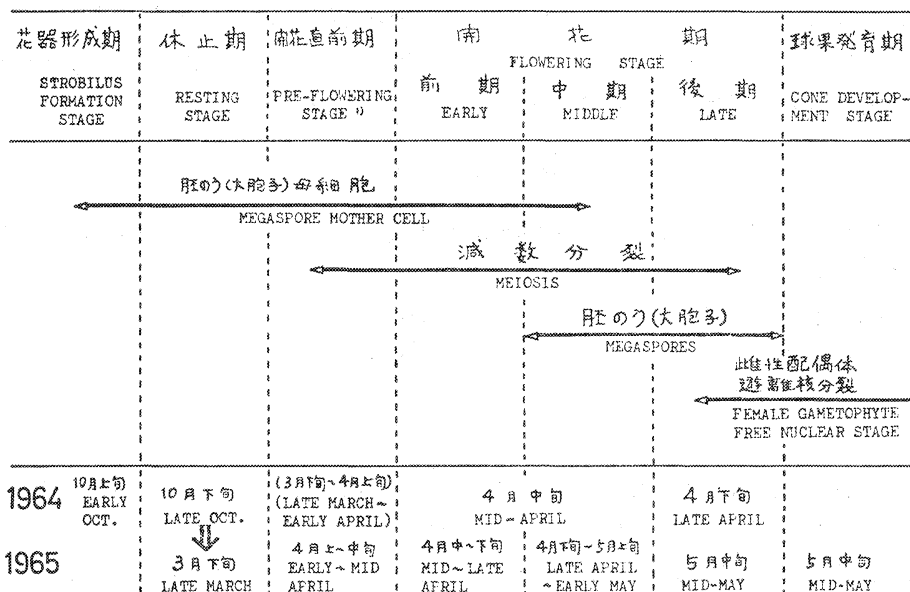 花器形成期 休止期 開花直前期 開花期 球果発育期
FLOWERING STAGE
前期 中期 後期
STROBILUS
FORMATION
STAGE
RESTING
STAGE
PRE-FLOWERING
STAGE 1)
EARLY
MIDDLE
LATE
CONE DEVELOP-
MENT STAGE
胚のう(大胞子)母細胞
MEGASPORE MOTHER CELL
減数分裂
MEIOSIS
胚のう(大胞子)
MEGASPORES
雌性配偶体
遊離核分裂
FEMALE GAMETOPHYTE
FREE NUCLEAR STAGE
1964
10月上旬
EARLY
OCT.
10月下旬
LATE OCT.
(3月下旬~4月上旬)
(LATE MARCH~
EARLY APRIL)
4月中旬
MID-APRIL
4月下旬
LATE APRIL
1965
3月下旬
LATE MARCH
4月上~中旬
EARLY~MID
APRIL
4月中~下旬
MID~LATE
APRIL
4月下旬~5月上旬
LATE APRIL
~EARLY MAY
5月中旬
MID-MAY
5月中旬
MID-MAY